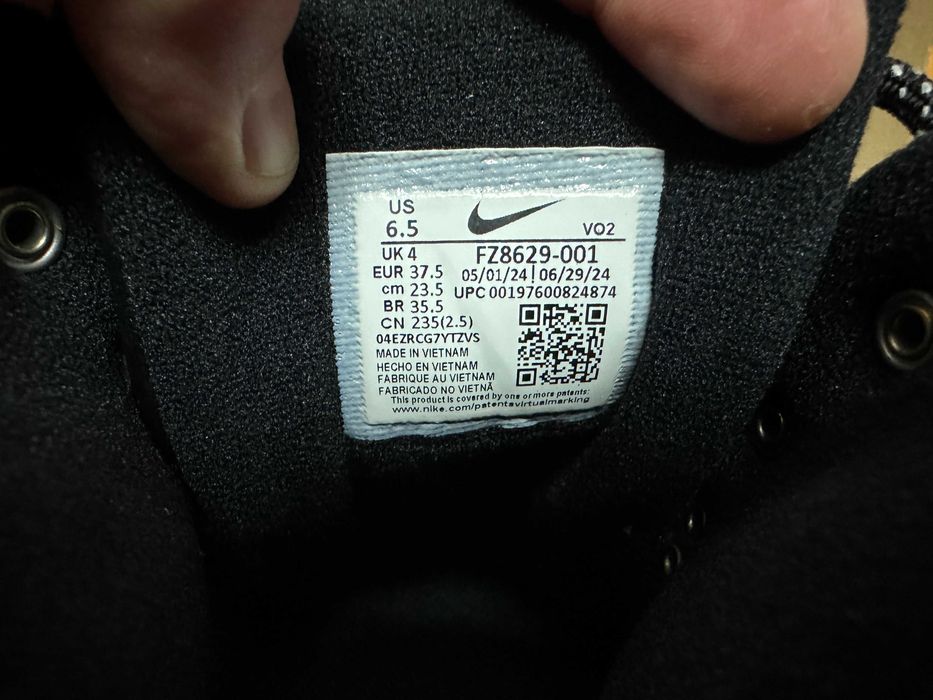 US
6.5
VO2
UK 4
FZ8629-001
EUR 37.5
05/01/24 | 06/29/24
cm 23.5
UPC 00197600824874
BR 35.5
CN 235(2.5)
04EZRCG7YTZVS
MADE IN VIETNAM
HECHO EN VIETNAM
FABRIQUE AU VIETNAM
FABRICADO NO VIETNÃ
This product is covered by one or more patents:
www.nike.com/patentsvirtualmarking